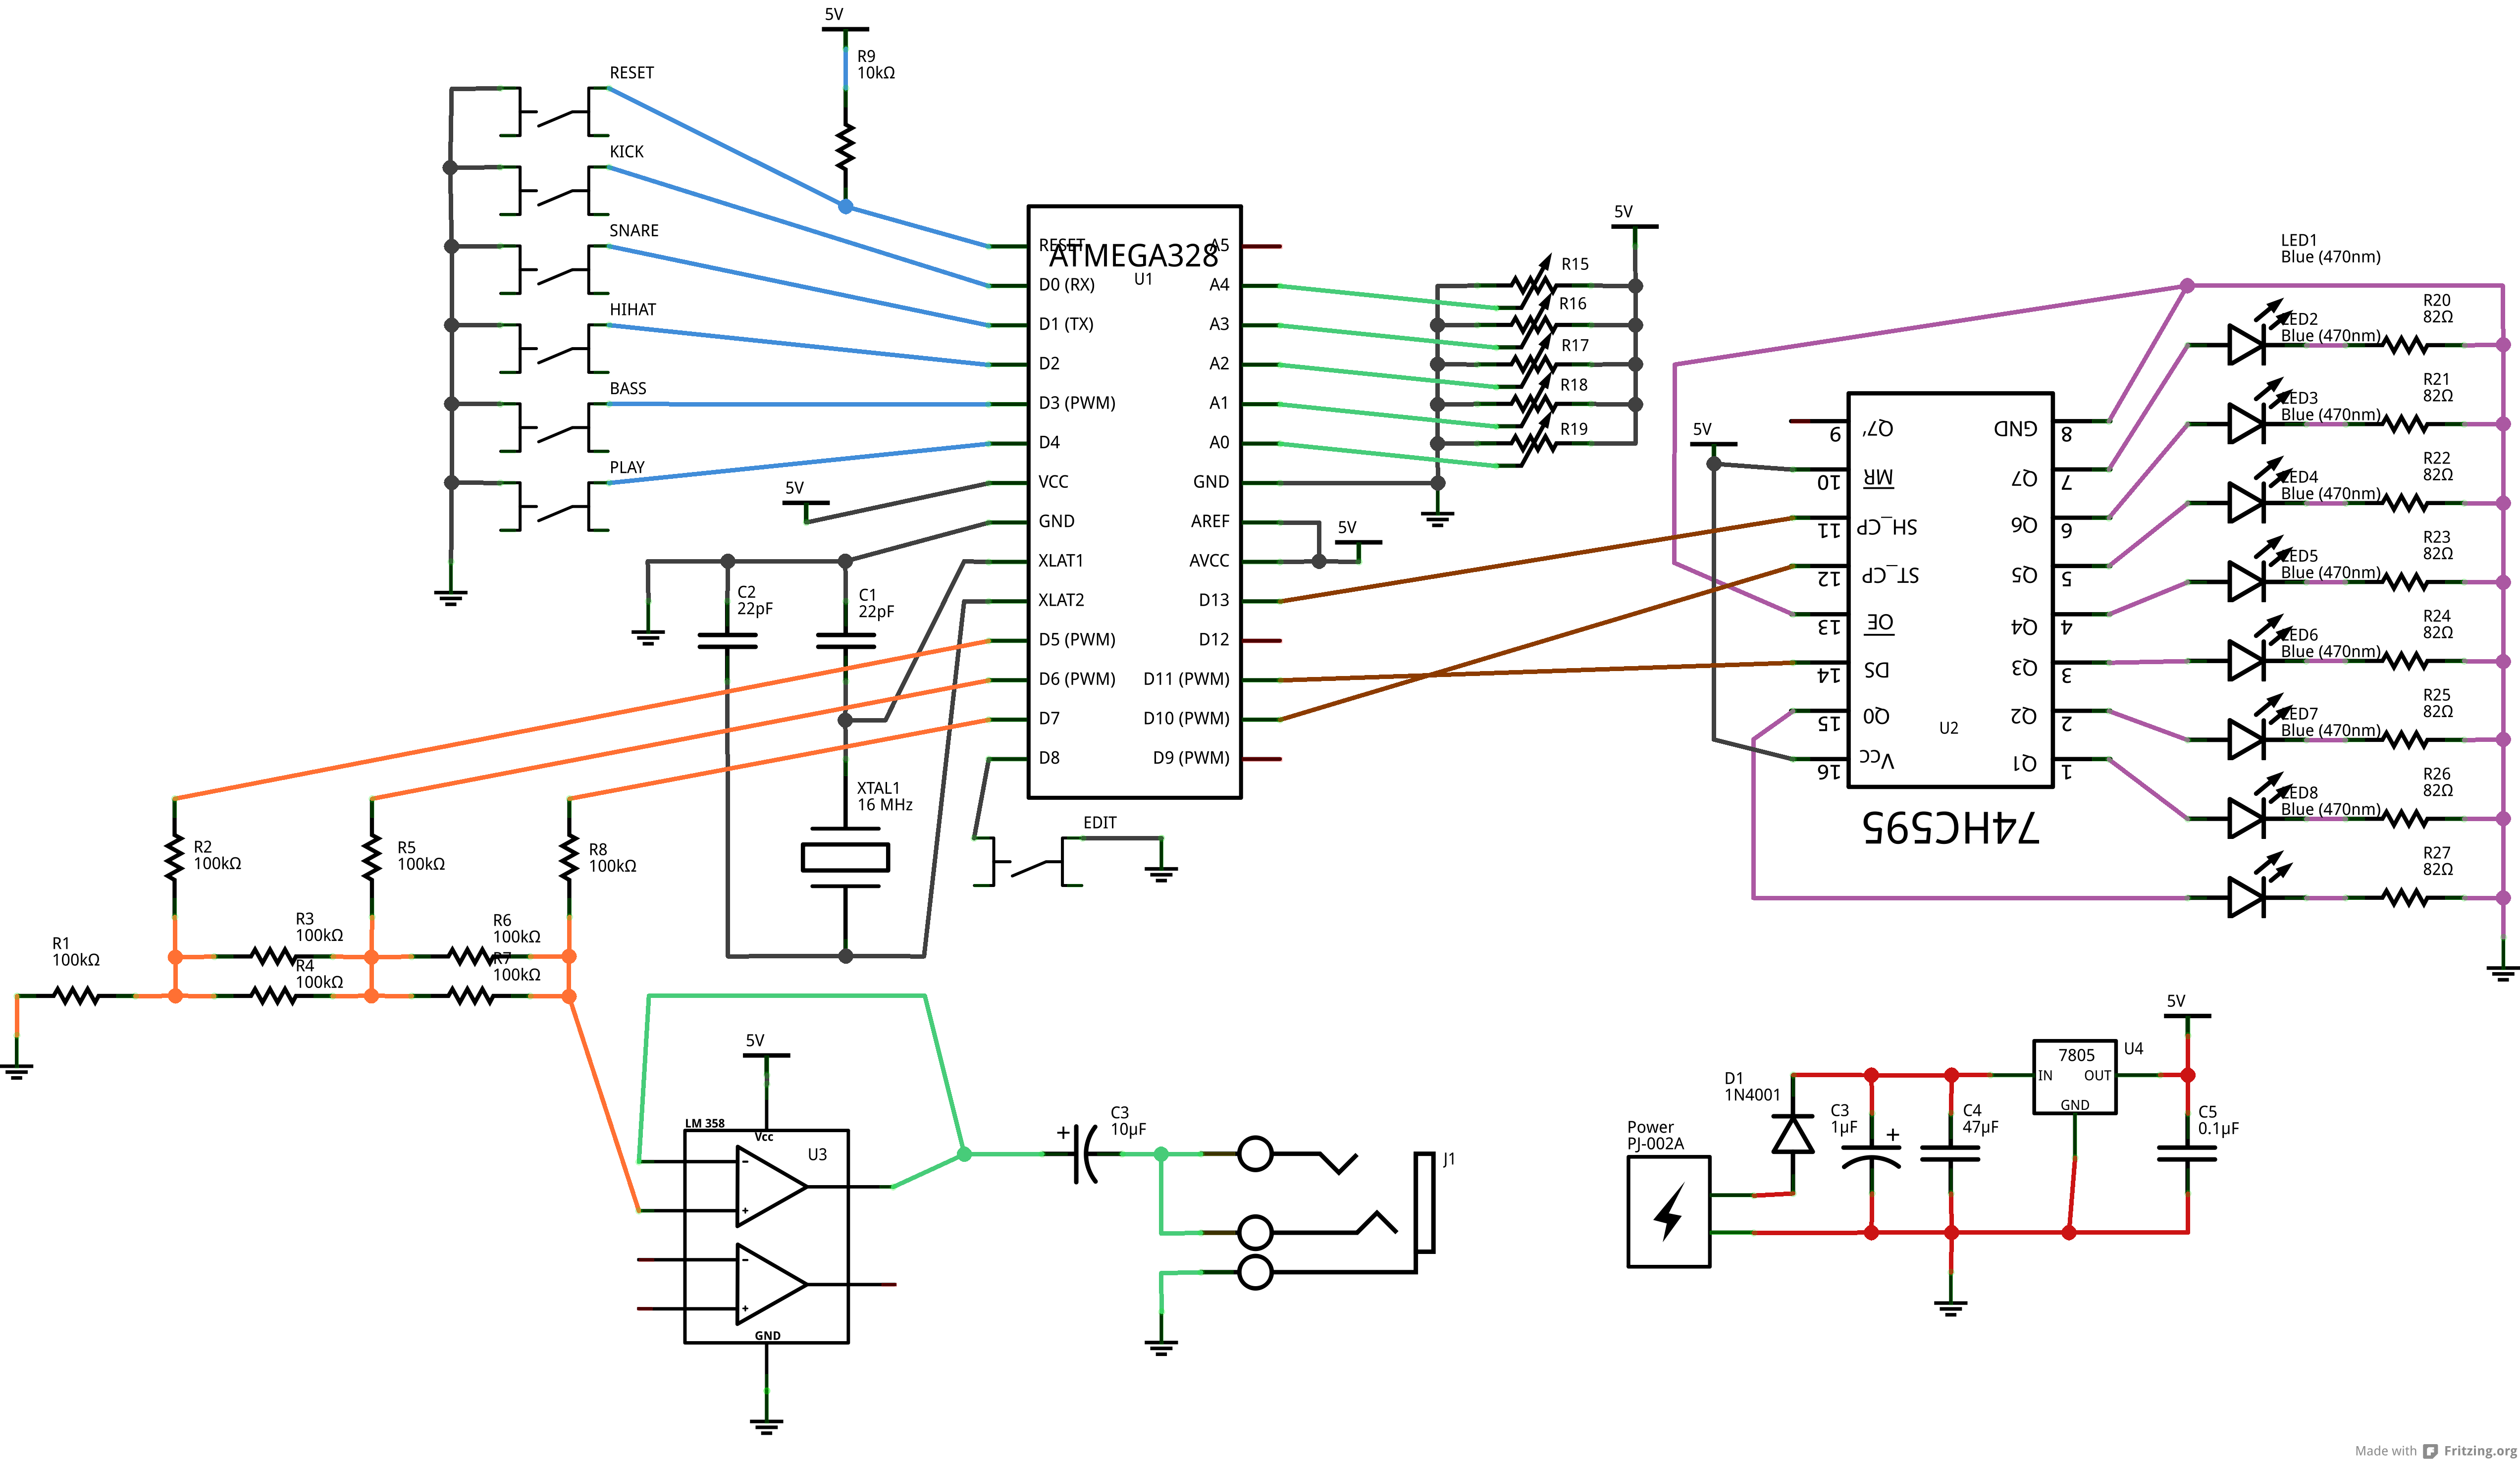 5V
R9
10kΩ
RESET
KICK
SNARE
HIHAT
BASS
PLAY
5V
RESET
ATMEGA328
U1
D0 (RX)
D1 (TX)
D2
D3 (PWM)
D4
VCC
GND
XLAT1
XLAT2
D5 (PWM)
D6 (PWM)
D7
D8
A5
A4
A3
A2
A1
A0
GND
AREF
AVCC
D13
D12
D11 (PWM)
D10 (PWM)
D9 (PWM)
5V
5V
R15
R16
R17
R18
R19
C2
22pF
C1
22pF
XTAL1
16 MHz
EDIT
5V
9 Q7'
10 MR
11 SH_CP
12 ST_CP
13 OE
14 DS
15 Q0
16 Vcc
GND 8
Q7 7
Q6 6
Q5 5
Q4 4
Q3 3
Q2 2
Q1 1
U2
74HC595
LED1
Blue (470nm)
LED2
Blue (470nm)
LED3
Blue (470nm)
LED4
Blue (470nm)
LED5
Blue (470nm)
LED6
Blue (470nm)
LED7
Blue (470nm)
LED8
Blue (470nm)
R20
82Ω
R21
82Ω
R22
82Ω
R23
82Ω
R24
82Ω
R25
82Ω
R26
82Ω
R27
82Ω
R2
100kΩ
R5
100kΩ
R8
100kΩ
R1
100kΩ
R3
100kΩ
R4
100kΩ
R6
100kΩ
R7
100kΩ
5V
LM 358
Vcc
U3
−
+
−
+
GND
C3
10µF
+
J1
Power
PJ-002A
D1
1N4001
C3
1µF
+
C4
47µF
7805
U4
IN
OUT
GND
5V
C5
0.1µF
Made with Fritzing.org